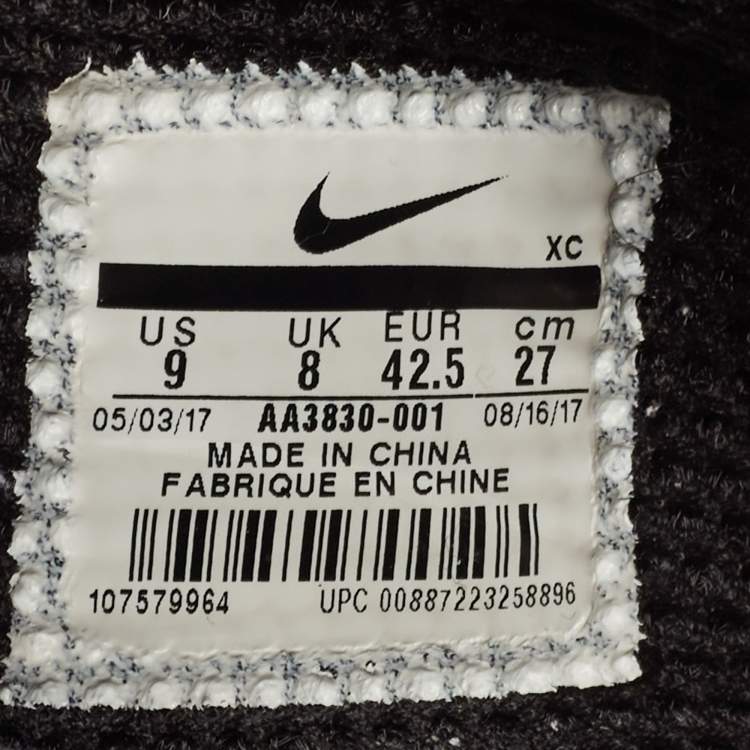 XC
US UK EUR cm
9 8 42.5 27
05/03/17 AA3830-001 08/16/17
MADE IN CHINA
FABRIQUE EN CHINE
107579964 UPC 00887223258896